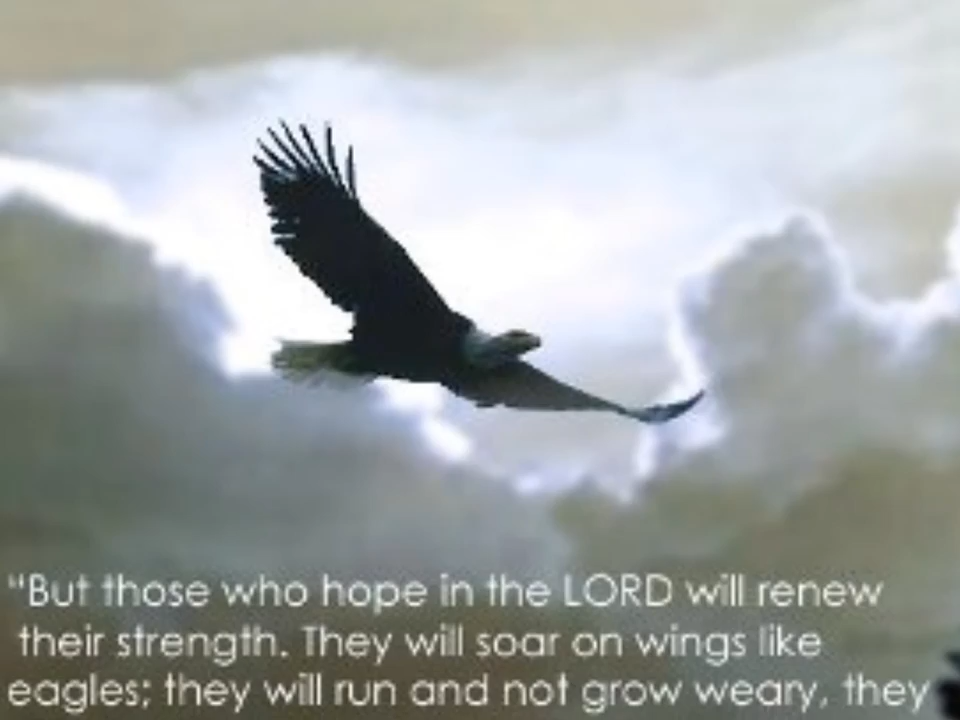 “But those who hope in the LORD will renew
their strength. They will soar on wings like
eagles; they will run and not grow weary, they